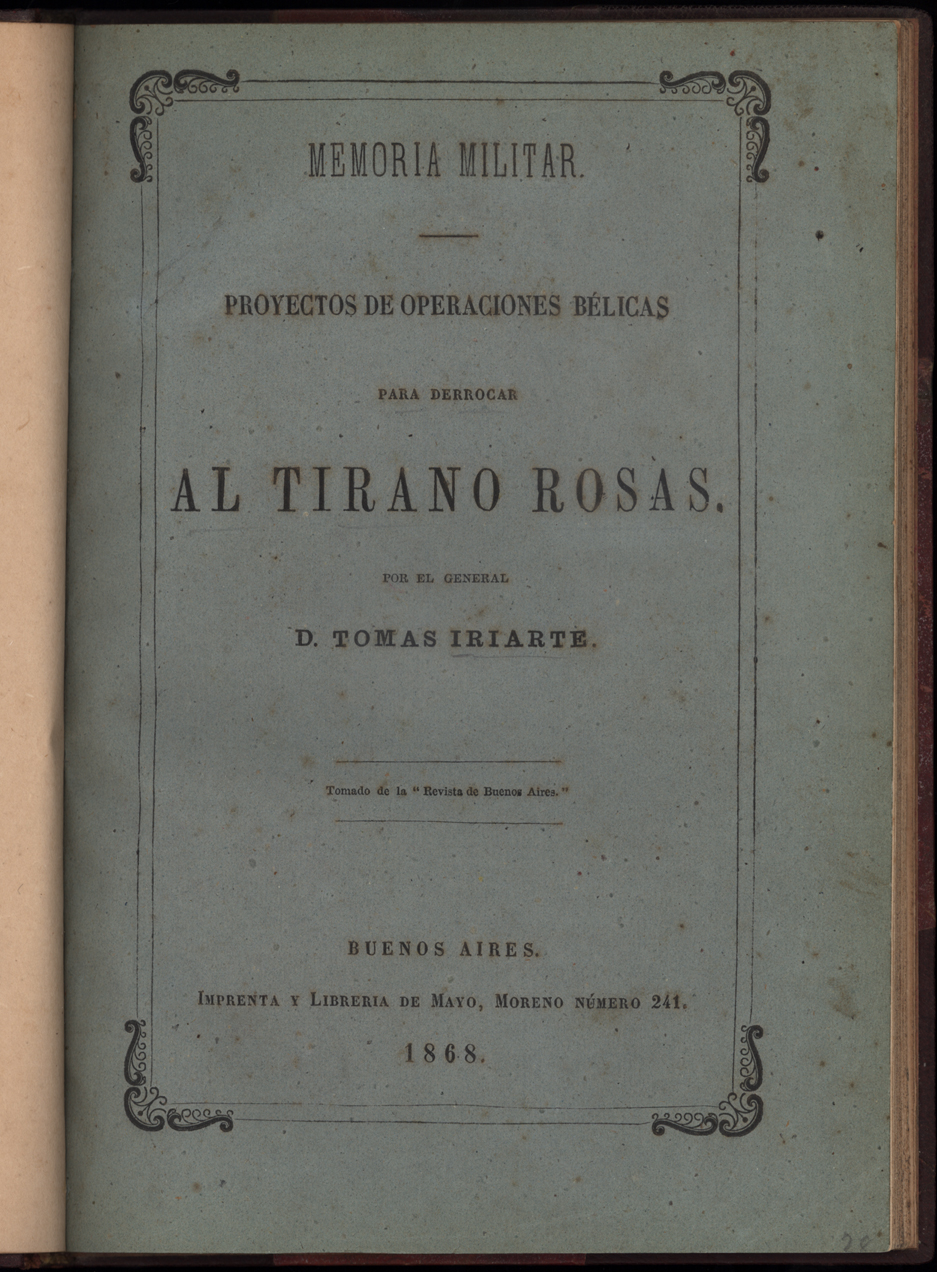 MEMORIA MILITAR.
PROYECTOS DE OPERACIONES BÉLICAS
PARA DERROCAR
AL TIRANO ROSAS.
POR EL GENERAL
D. TOMAS IRIARTE.
Tomado de la "Revista de Buenos Aires."
BUENOS AIRES.
IMPRENTA Y LIBRERIA DE MAYO, MORENO NÚMERO 241.
1868.